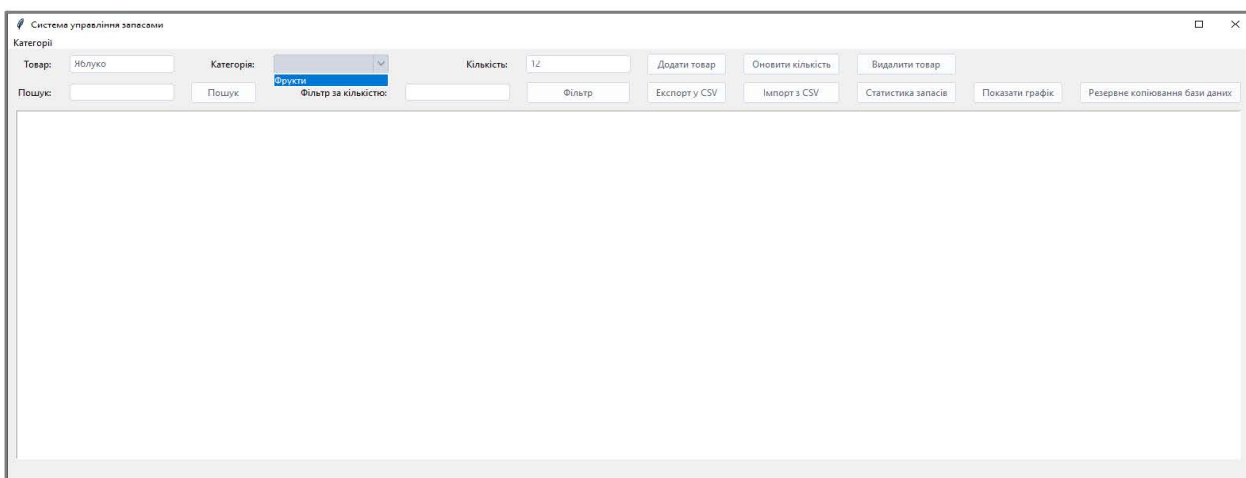 Система управління запасами
Категорії
Товар: Яблуко Категорія: Кількість: 12 Додати товар Оновити кількість Видалити товар
Фрукти
Пошук: Пошук Фільтр за кількістю: Фільтр Експорт у CSV Імпорт з CSV Статистика запасів Показати графік Резервне копіювання бази даних